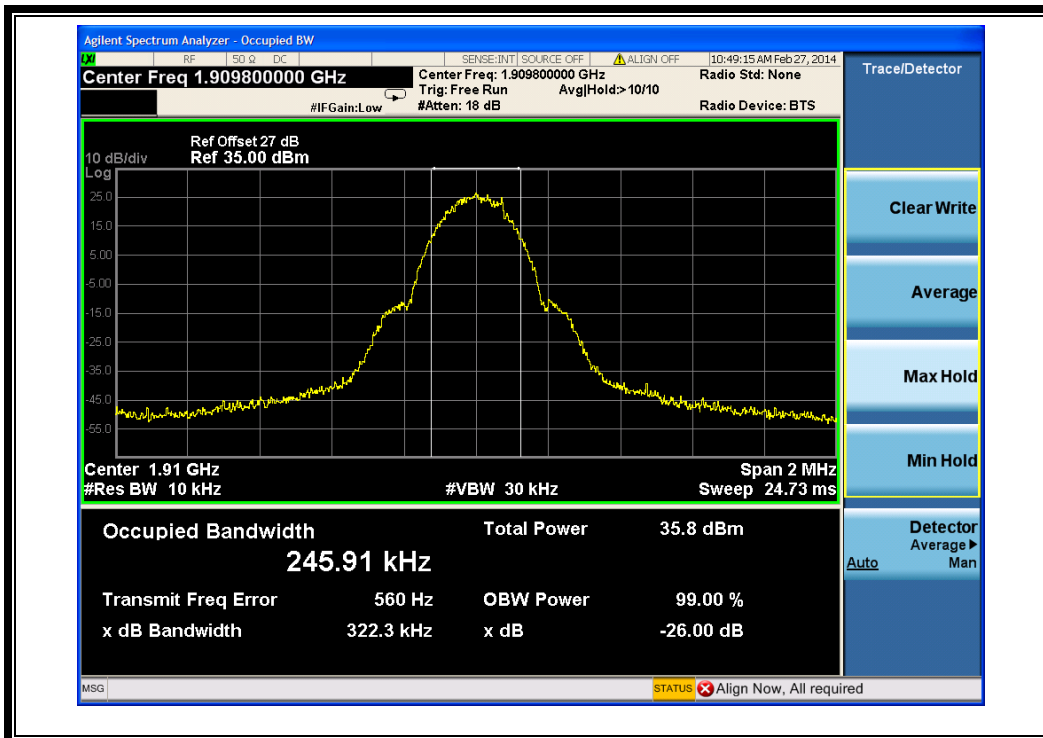 Agilent Spectrum Analyzer - Occupied BW
LXI RF 50 Ω DC SENSE:INT SOURCE OFF ALIGN OFF 10:49:15 AM Feb 27, 2014
Center Freq 1.909800000 GHz
Center Freq: 1.909800000 GHz
Radio Std: None
Trig: Free Run Avg|Hold:>10/10
#IFGain:Low
#Atten: 18 dB
Radio Device: BTS
Trace/Detector
Ref Offset 27 dB
10 dB/div Ref 35.00 dBm
Log
25.0
15.0
5.00
-5.00
-15.0
-25.0
-35.0
-45.0
-55.0
Center 1.91 GHz Span 2 MHz
#Res BW 10 kHz #VBW 30 kHz Sweep 24.73 ms
Occupied Bandwidth Total Power 35.8 dBm
245.91 kHz
Transmit Freq Error 560 Hz OBW Power 99.00 %
x dB Bandwidth 322.3 kHz x dB -26.00 dB
Clear Write
Average
Max Hold
Min Hold
Detector
Average▶
Auto Man
MSG STATUS Align Now, All required